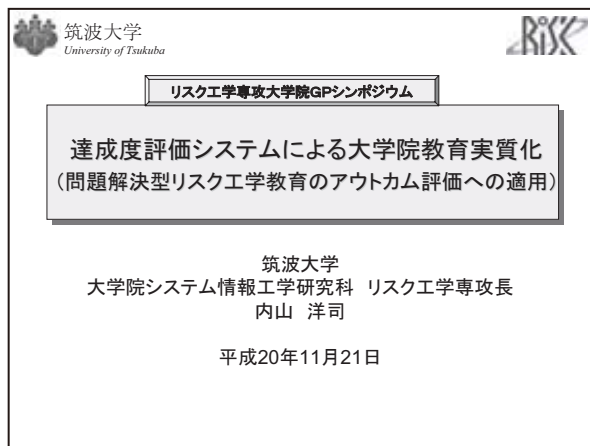 筑波大学
University of Tsukuba
RiSK
リスク工学専攻大学院GPシンポジウム
達成度評価システムによる大学院教育実質化
(問題解決型リスク工学教育のアウトカム評価への適用)
筑波大学
大学院システム情報工学研究科　リスク工学専攻長
内山　洋司
平成20年11月21日